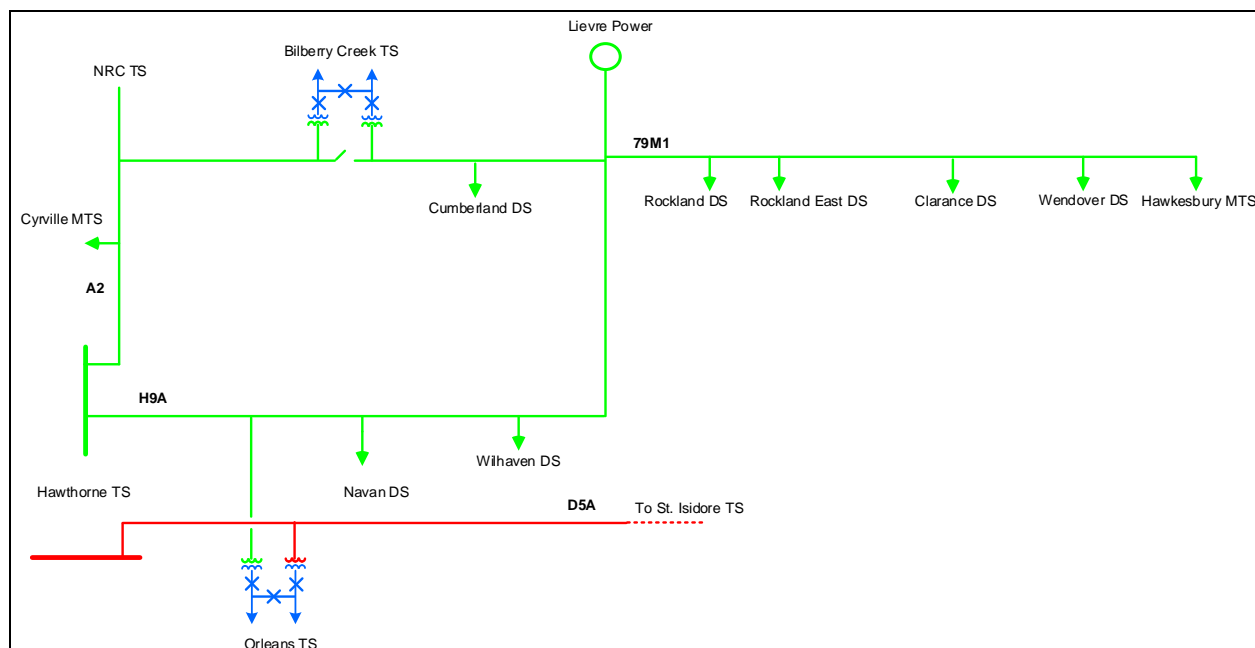 Lievre Power
Bilberry Creek TS
NRC TS
79M1
Rockland DS
Rockland East DS
Clarance DS
Wendover DS
Hawkesbury MTS
Cumberland DS
Cyrville MTS
A2
H9A
Wilhaven DS
Hawthorne TS
Navan DS
D5A
To St. Isidore TS
Orleans TS